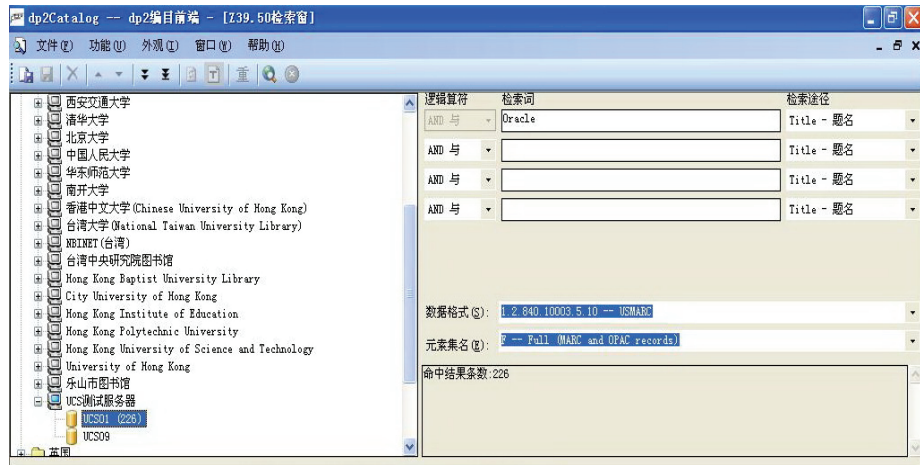 dp2Catalog -- dp2编目前端 - [Z39.50检索窗]
文件(F) 功能(U) 外观(I) 窗口(W) 帮助(H)
重
西安交通大学
清华大学
北京大学
中国人民大学
华东师范大学
南开大学
香港中文大学(Chinese University of Hong Kong)
台湾大学(National Taiwan University Library)
NBINET(台湾)
台湾中央研究院图书馆
Hong Kong Baptist University Library
City University of Hong Kong
Hong Kong Institute of Education
Hong Kong Polytechnic University
Hong Kong University of Science and Technology
University of Hong Kong
乐山市图书馆
UCS测试服务器
UCS01 (226)
UCS09
英国
逻辑算符 检索词 检索途径
AND 与 Oracle Title - 题名
AND 与 Title - 题名
AND 与 Title - 题名
AND 与 Title - 题名
数据格式(S): 1.2.840.10003.5.10 -- USMARC
元素集名(E): F -- Full (MARC and OPAC records)
命中结果条数:226